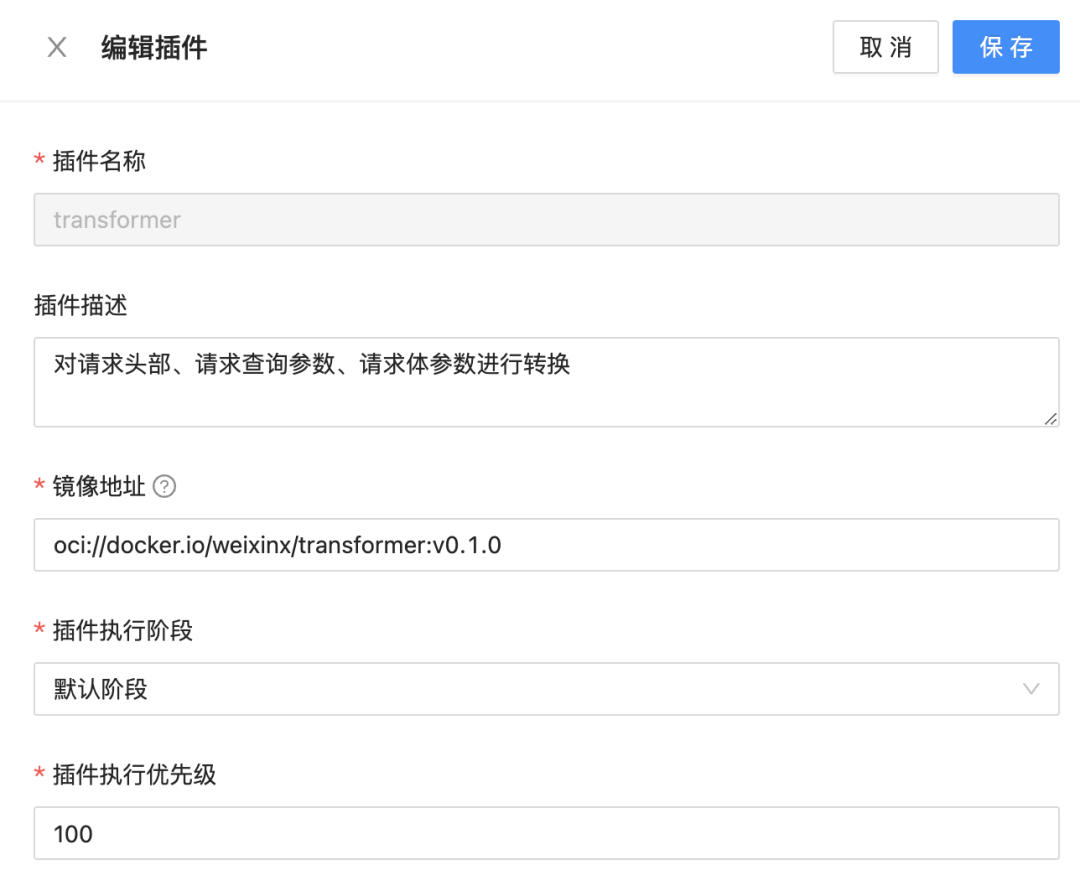 编辑插件
取 消
保 存
* 插件名称
transformer
插件描述
对请求头部、请求查询参数、请求体参数进行转换
* 镜像地址 ?
oci://docker.io/weixinx/transformer:v0.1.0
* 插件执行阶段
默认阶段
* 插件执行优先级
100